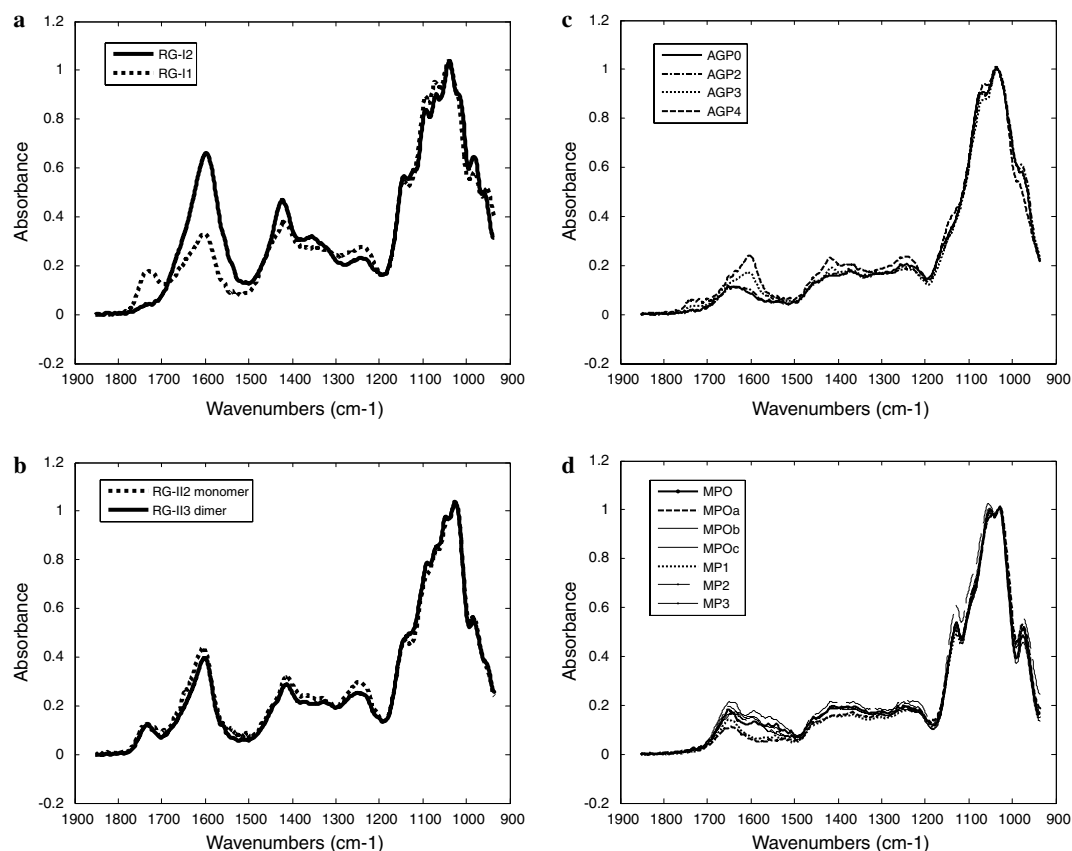 a
1.2
1
0.8
0.6
0.4
0.2
0
-0.2
Absorbance
RG-I2
RG-I1
1900 1800 1700 1600 1500 1400 1300 1200 1100 1000 900
Wavenumbers (cm-1)
b
1.2
1
0.8
0.6
0.4
0.2
0
-0.2
Absorbance
RG-II2 monomer
RG-II3 dimer
1900 1800 1700 1600 1500 1400 1300 1200 1100 1000 900
Wavenumbers (cm-1)
c
1.2
1
0.8
0.6
0.4
0.2
0
-0.2
Absorbance
AGP0
AGP2
AGP3
AGP4
1900 1800 1700 1600 1500 1400 1300 1200 1100 1000 900
Wavenumbers (cm-1)
d
1.2
1
0.8
0.6
0.4
0.2
0
-0.2
Absorbance
MPO
MPOa
MPOb
MPOc
MP1
MP2
MP3
1900 1800 1700 1600 1500 1400 1300 1200 1100 1000 900
Wavenumbers (cm-1)